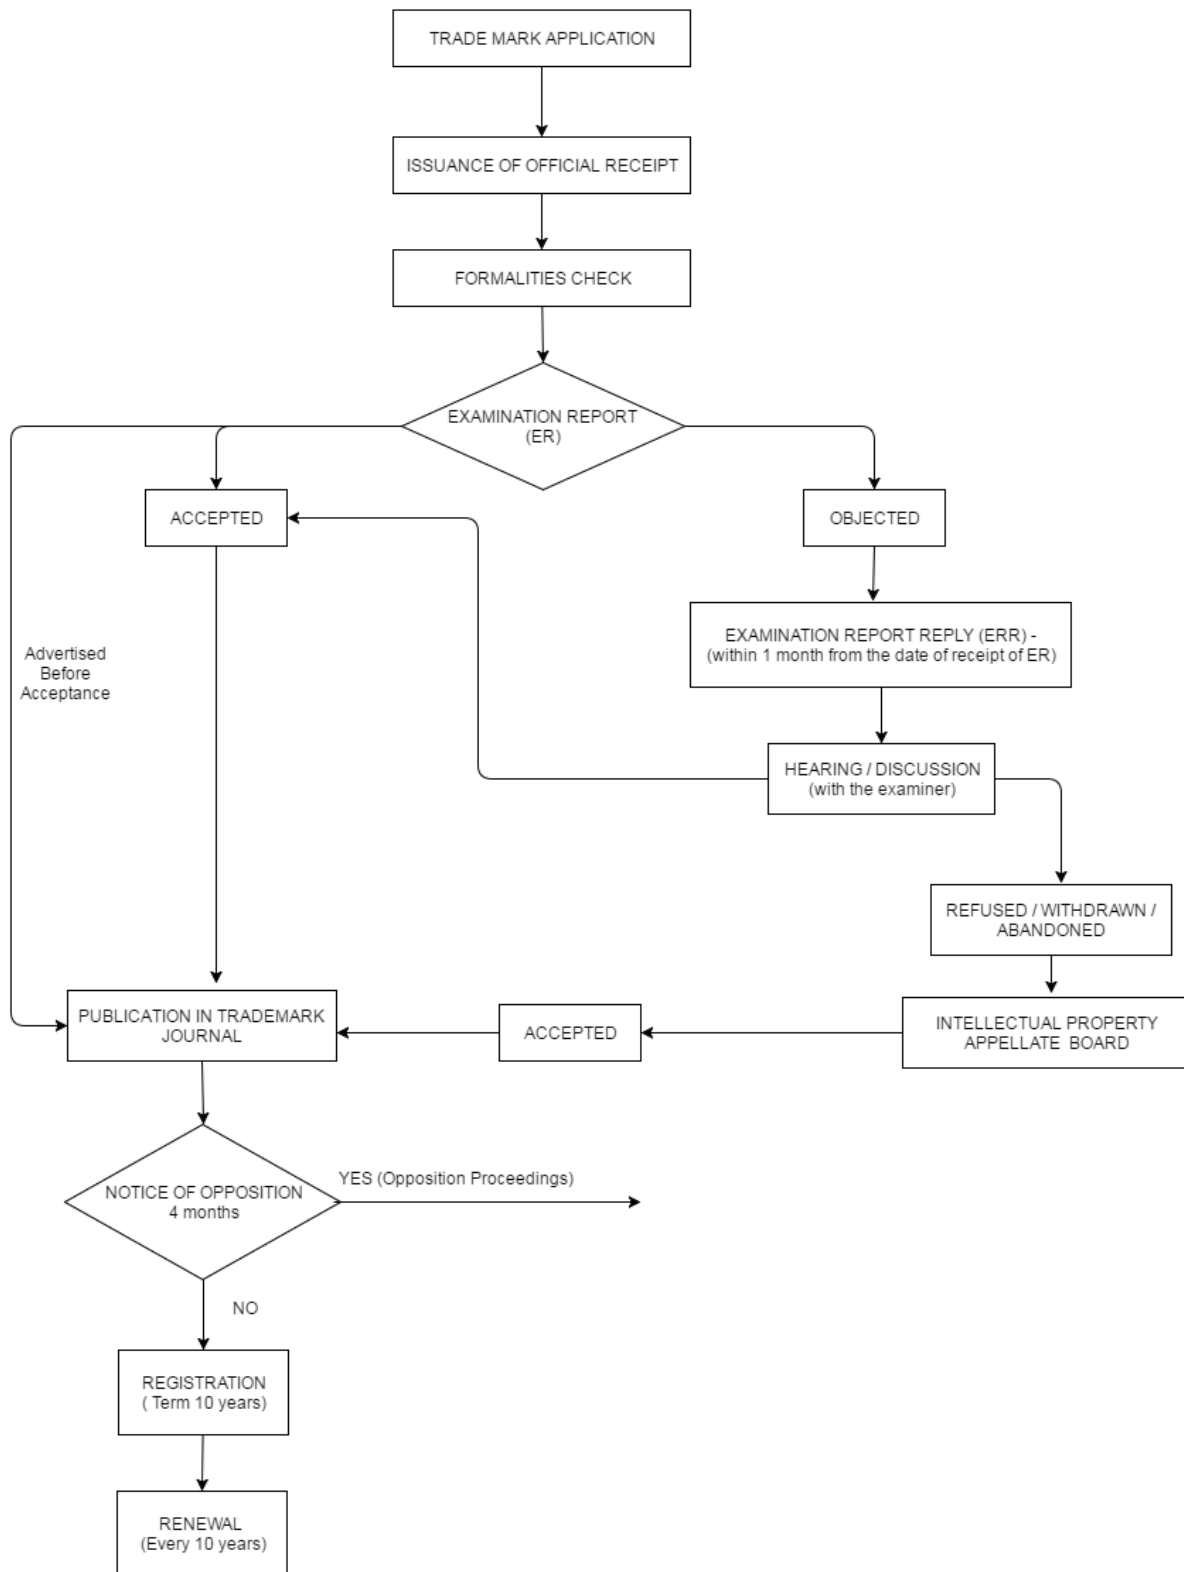 TRADE MARK APPLICATION
ISSUANCE OF OFFICIAL RECEIPT
FORMALITIES CHECK
EXAMINATION REPORT
(ER)
ACCEPTED
OBJECTED
EXAMINATION REPORT REPLY (ERR) -
(within 1 month from the date of receipt of ER)
Advertised
Before
Acceptance
HEARING / DISCUSSION
(with the examiner)
REFUSED / WITHDRAWN /
ABANDONED
PUBLICATION IN TRADEMARK
JOURNAL
ACCEPTED
INTELLECTUAL PROPERTY
APPELLATE BOARD
NOTICE OF OPPOSITION
4 months
YES (Opposition Proceedings)
NO
REGISTRATION
( Term 10 years)
RENEWAL
(Every 10 years)